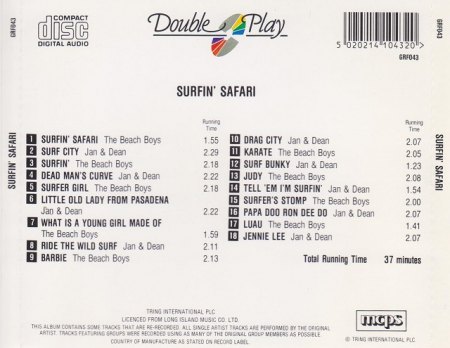 GRF043
COMPACT
disc
DIGITAL AUDIO
Double Play
5 020214 104320 >
GRF043
SURFIN' SAFARI
SURFIN' SAFARI
SURFIN' SAFARI
Running
Time
1 SURFIN' SAFARI The Beach Boys 1.55
2 SURF CITY Jan & Dean 2.29
3 SURFIN' The Beach Boys 2.18
4 DEAD MAN'S CURVE Jan & Dean 2.22
5 SURFER GIRL The Beach Boys 2.18
6 LITTLE OLD LADY FROM PASADENA
Jan & Dean 2.22
7 WHAT IS A YOUNG GIRL MADE OF
The Beach Boys 1.59
8 RIDE THE WILD SURF Jan & Dean 2.11
9 BARBIE The Beach Boys 2.13
Running
Time
10 DRAG CITY Jan & Dean 2.07
11 KARATE The Beach Boys 2.05
12 SURF BUNKY Jan & Dean 1.23
13 JUDY The Beach Boys 2.08
14 TELL 'EM I'M SURFIN' Jan & Dean 1.54
15 SURFER'S STOMP The Beach Boys 2.00
16 PAPA DOO RON DEE DO Jan & Dean 2.00
17 LUAU The Beach Boys 1.41
18 JENNIE LEE Jan & Dean 2.07
Total Running Time 37 minutes
TRING INTERNATIONAL PLC
LICENCED FROM LONG ISLAND MUSIC CO. LTD.
THIS ALBUM CONTAINS SOME TRACKS THAT ARE RE-RECORDED. ALL SINGLE ARTIST TRACKS ARE PERFORMED BY THE ORIGINAL
ARTIST. TRACKS FEATURING GROUPS WERE RECORDED USING AS MANY OF THE ORIGINAL GROUP MEMBERS AS POSSIBLE.
COUNTRY OF MANUFACTURE AS STATED ON RECORD LABEL
mcps
© TRING INTERNATIONAL PLC